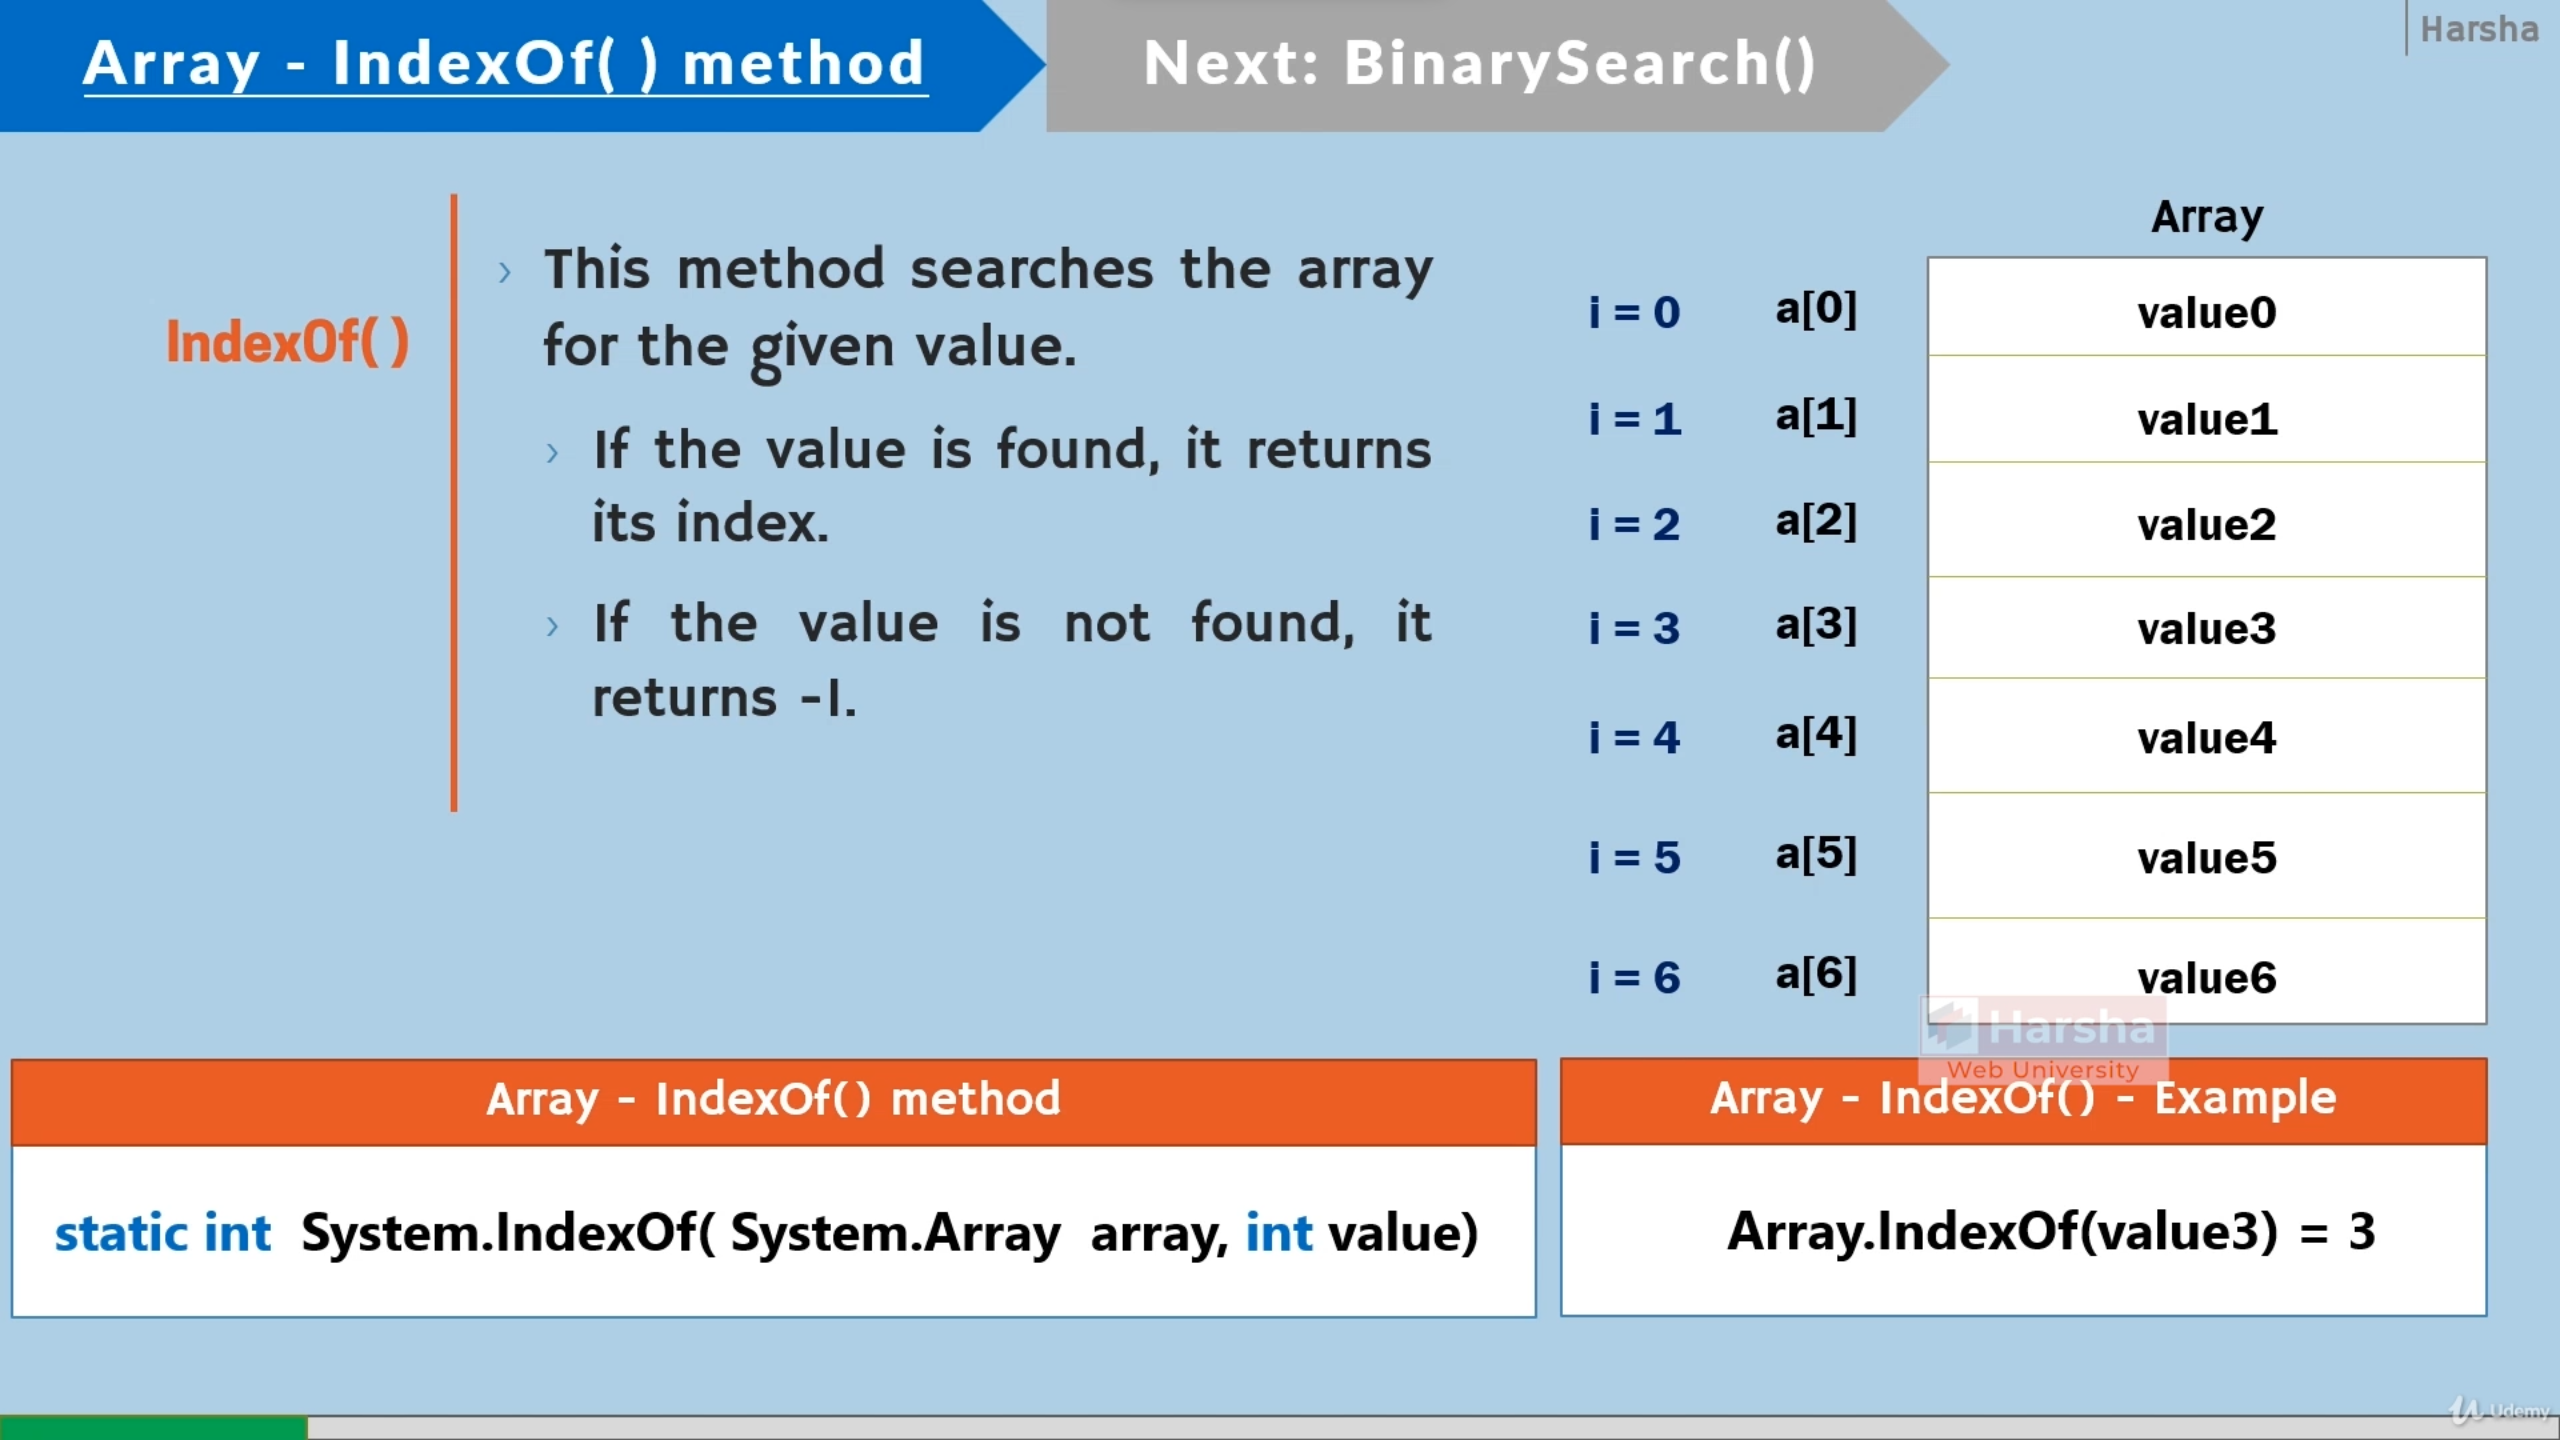 Array - IndexOf( ) method
Next: BinarySearch()
Harsha
IndexOf( )
› This method searches the array
for the given value.
› If the value is found, it returns
its index.
› If the value is not found, it
returns -1.
Array
i = 0 a[0] value0
i = 1 a[1] value1
i = 2 a[2] value2
i = 3 a[3] value3
i = 4 a[4] value4
i = 5 a[5] value5
i = 6 a[6] value6
Harsha
Web University
Array - IndexOf() method
static int System.IndexOf( System.Array array, int value)
Array - IndexOf() - Example
Array.IndexOf(value3) = 3
Udemy